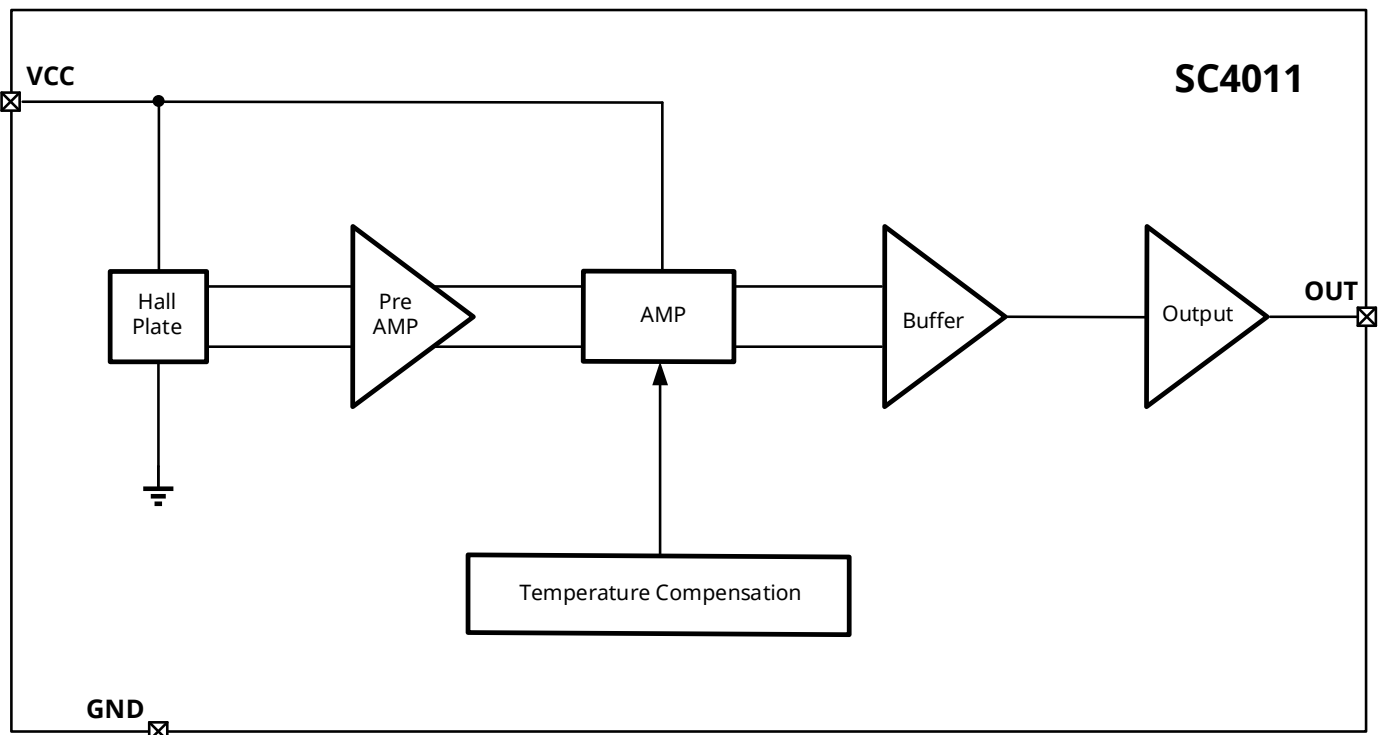 VCC
SC4011
Hall
Plate
Pre
AMP
AMP
Buffer
Output
OUT
Temperature Compensation
GND